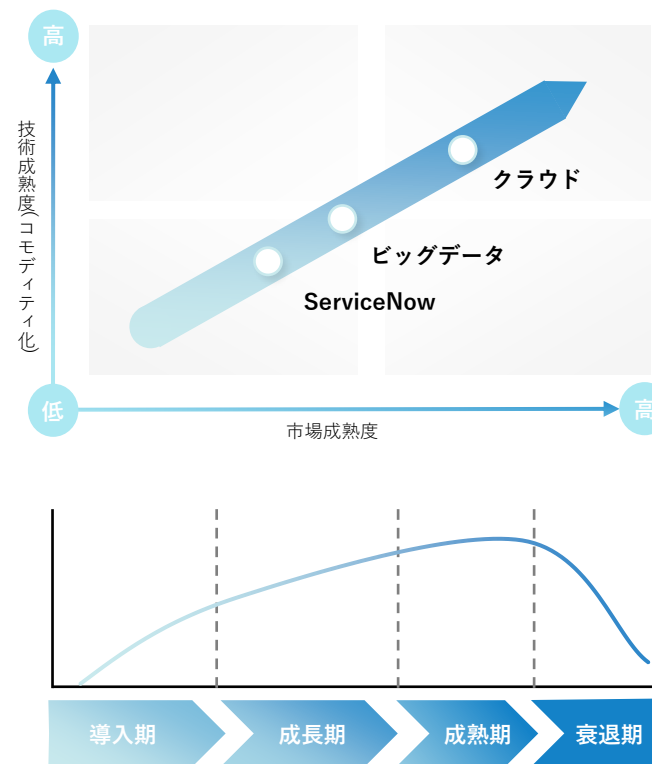 高
技術成熟度(コモディティ化)
クラウド
ビッグデータ
ServiceNow
低
高
市場成熟度
導入期
成長期
成熟期
衰退期